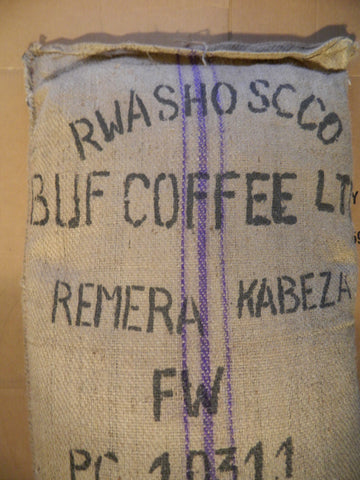 RWASHOSCCO
BUF COFFEE LT
REMERA KABEZA
FW
PC 10311